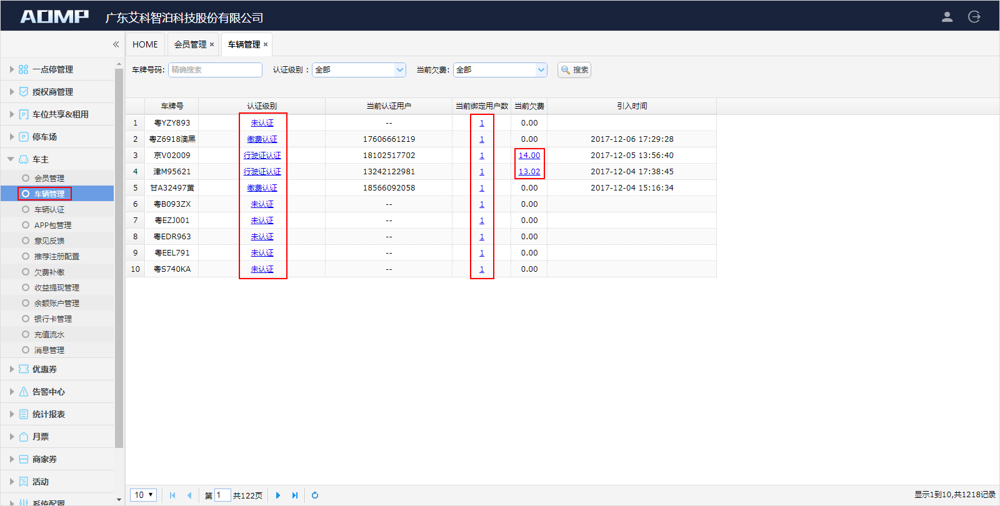 AOMP 广东艾科智泊科技股份有限公司
« HOME 会员管理 × 车辆管理 ×
车牌号码: 精确搜索 认证级别： 全部 当前欠费: 全部 搜索
一点停管理
授权商管理
车位共享&租用
停车场
车主
会员管理
车辆管理
车辆认证
APP包管理
意见反馈
推荐注册配置
欠费补缴
收益提现管理
余额账户管理
银行卡管理
充值流水
消息管理
优惠券
告警中心
统计报表
月票
商家券
活动
系统配置
车牌号 认证级别 当前认证用户 当前绑定用户数 当前欠费 引入时间
1 粤YZY893 未认证 -- 1 0.00
2 粤Z6918澳黑 缴费认证 17606661219 1 0.00 2017-12-06 17:29:28
3 京V02009 行驶证认证 18102517702 1 14.00 2017-12-05 13:56:40
4 津M95621 行驶证认证 13242122981 1 13.02 2017-12-04 17:38:45
5 甘A32497黄 缴费认证 18566092058 1 0.00 2017-12-04 15:16:34
6 粤B093ZX 未认证 -- 1 0.00
7 粤EZJ001 未认证 -- 1 0.00
8 粤EDR963 未认证 -- 1 0.00
9 粤EEL791 未认证 -- 1 0.00
10 粤S740KA 未认证 -- 1 0.00
10 第 1 共122页 显示1到10,共1218记录